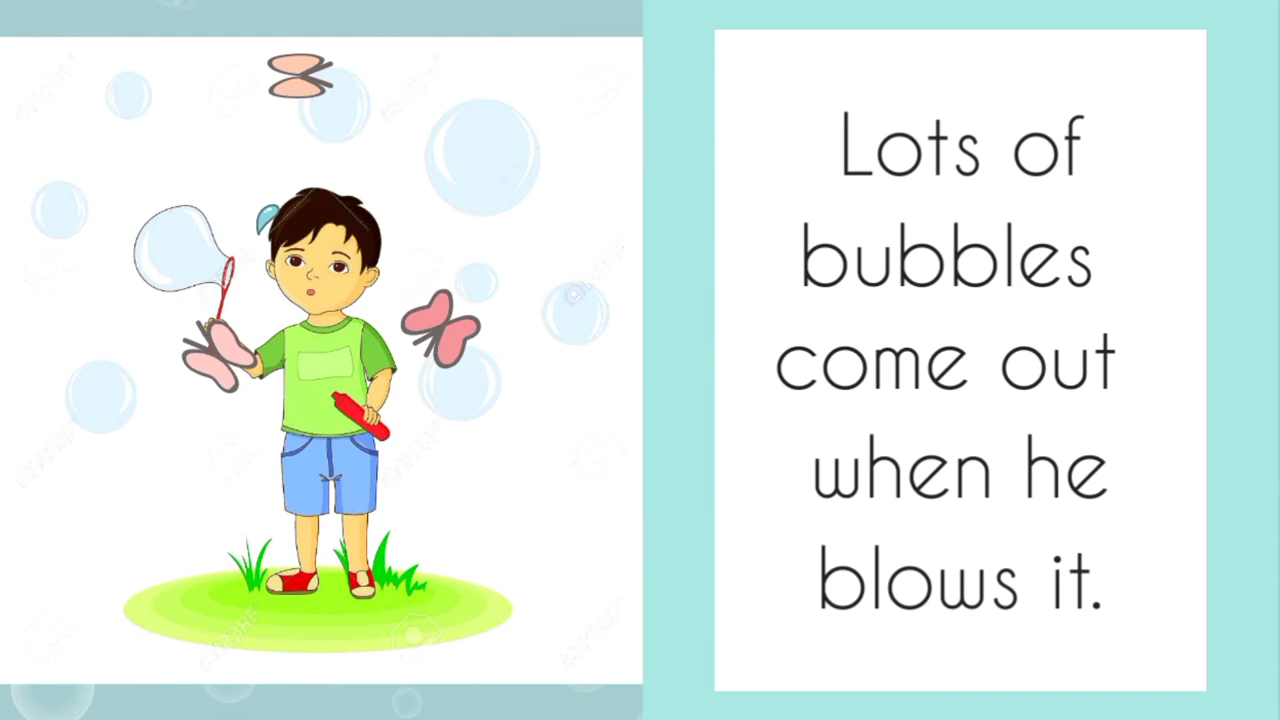 Lots of
bubbles
come out
when he
blows it.